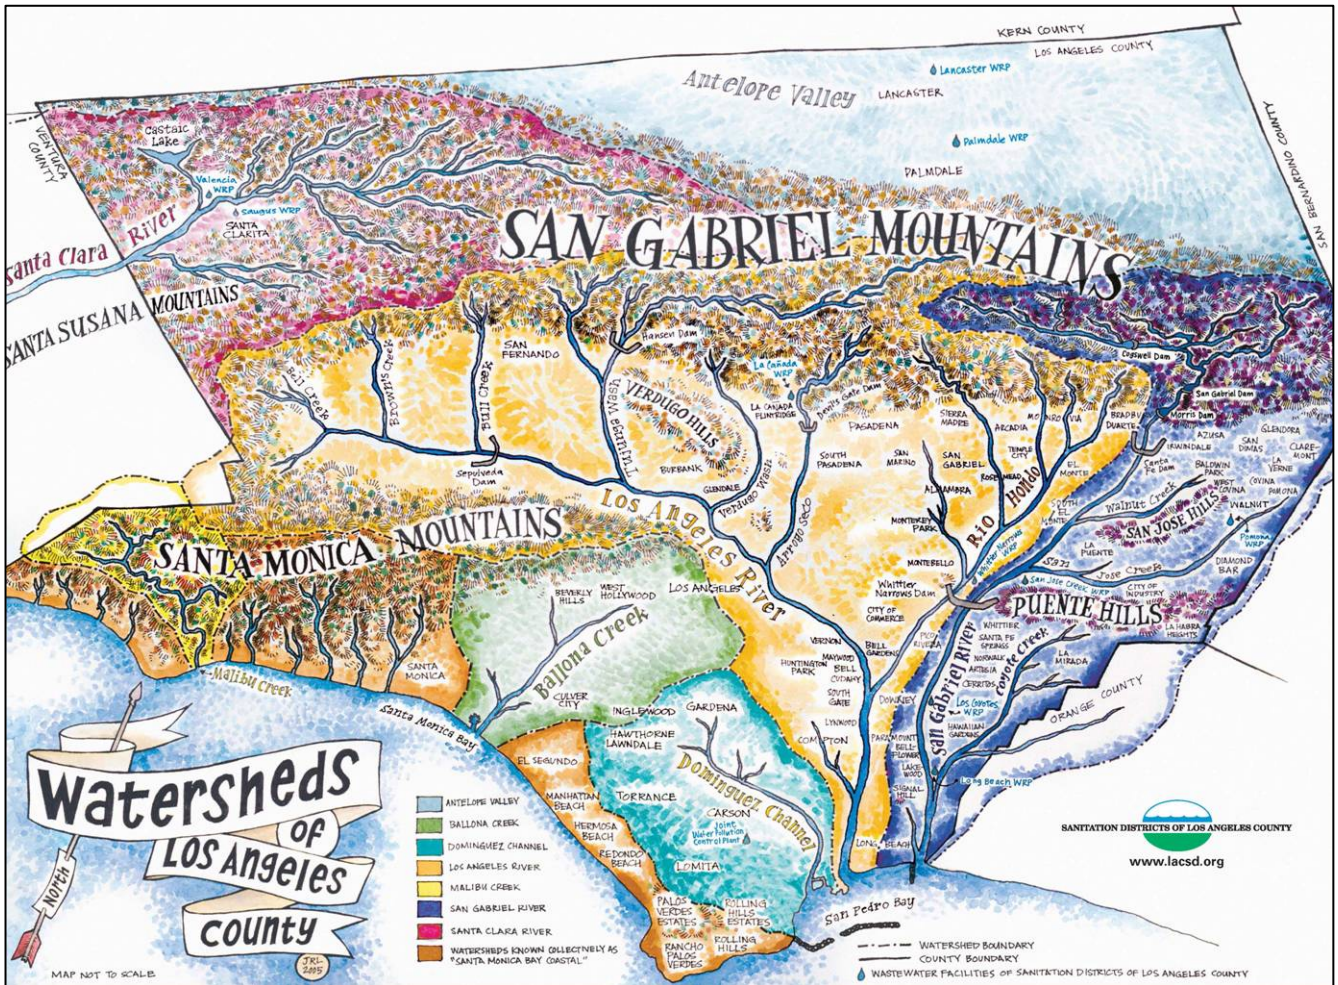 KERN COUNTY
LOS ANGELES COUNTY
Lancaster WRP
Antelope Valley
LANCASTER
VENTURA
COUNTY
SAN BERNARDINO COUNTY
Castaic
Lake
Palmdale WRP
PALMDALE
Valencia
WRP
Saugus WRP
SANTA
CLARITA
Santa Clara River
SAN GABRIEL MOUNTAINS
SANTA SUSANA MOUNTAINS
Hansen Dam
SAN
FERNANDO
Cogswell Dam
La Cañada
WRP
Bell Creek
Browns Creek
Bull Creek
Tujunga Wash
VERDUGO HILLS
LA CANADA
FLINTRIDGE
Devils Gate Dam
San Gabriel Dam
Morris Dam
SIERRA
MADRE
ARCADIA
MONROVIA
BRADBURY
DUARTE
PASADENA
AZUSA
GLENDORA
IRWINDALE
SAN
DIMAS
CLARE-
MONT
Sepulveda
Dam
BURBANK
GLENDALE
Verdugo Wash
SOUTH
PASADENA
SAN
MARINO
SAN
GABRIEL
TEMPLE
CITY
ROSEMEAD
EL
MONTE
Santa
Fe Dam
BALDWIN
PARK
LA
VERNE
WEST
COVINA
COVINA
POMONA
Los Angeles River
Arroyo Seco
ALHAMBRA
MONTEREY
PARK
Rio Hondo
SOUTH
EL
MONTE
Walnut Creek
SAN JOSE HILLS
WALNUT
Pomona
WRP
SANTA MONICA MOUNTAINS
MONTEBELLO
Whittier Narrows
WRP
LA
PUENTE
San Jose Creek
DIAMOND
BAR
San Jose Creek WRP
CITY OF
INDUSTRY
BEVERLY
HILLS
WEST
HOLLYWOOD
LOS ANGELES
Whittier
Narrows Dam
CITY OF
COMMERCE
PUENTE HILLS
Ballona Creek
VERNON
MAYWOOD
BELL
CUDAHY
BELL
GARDENS
PICO
RIVERA
WHITTIER
SANTA FE
SPRINGS
NORWALK
ARTESIA
CERRITOS
LA HABRA
HEIGHTS
LA
MIRADA
Coyote Creek
San Gabriel River
SANTA
MONICA
HUNTINGTON
PARK
SOUTH
GATE
DOWNEY
Malibu Creek
CULVER
CITY
Los Coyotes
WRP
ORANGE COUNTY
Santa Monica Bay
INGLEWOOD
GARDENA
LYNWOOD
HAWAIIAN
GARDENS
HAWTHORNE
LAWNDALE
COMPTON
PARAMOUNT
BELL-
FLOWER
LAKE-
WOOD
EL SEGUNDO
Dominguez Channel
SIGNAL
HILL
Long Beach WRP
MANHATTAN
BEACH
TORRANCE
CARSON
Joint
Water Pollution
Control Plant
HERMOSA
BEACH
REDONDO
BEACH
LOMITA
LONG BEACH
PALOS
VERDES
ESTATES
ROLLING
HILLS
ESTATES
ROLLING
HILLS
RANCHO
PALOS
VERDES
San Pedro Bay
Watersheds
OF
LOS ANGELES
COUNTY
JRL
2005
North
MAP NOT TO SCALE
ANTELOPE VALLEY
BALLONA CREEK
DOMINGUEZ CHANNEL
LOS ANGELES RIVER
MALIBU CREEK
SAN GABRIEL RIVER
SANTA CLARA RIVER
WATERSHEDS KNOWN COLLECTIVELY AS
"SANTA MONICA BAY COASTAL"
SANITATION DISTRICTS OF LOS ANGELES COUNTY
www.lacsd.org
WATERSHED BOUNDARY
COUNTY BOUNDARY
WASTEWATER FACILITIES OF SANITATION DISTRICTS OF LOS ANGELES COUNTY